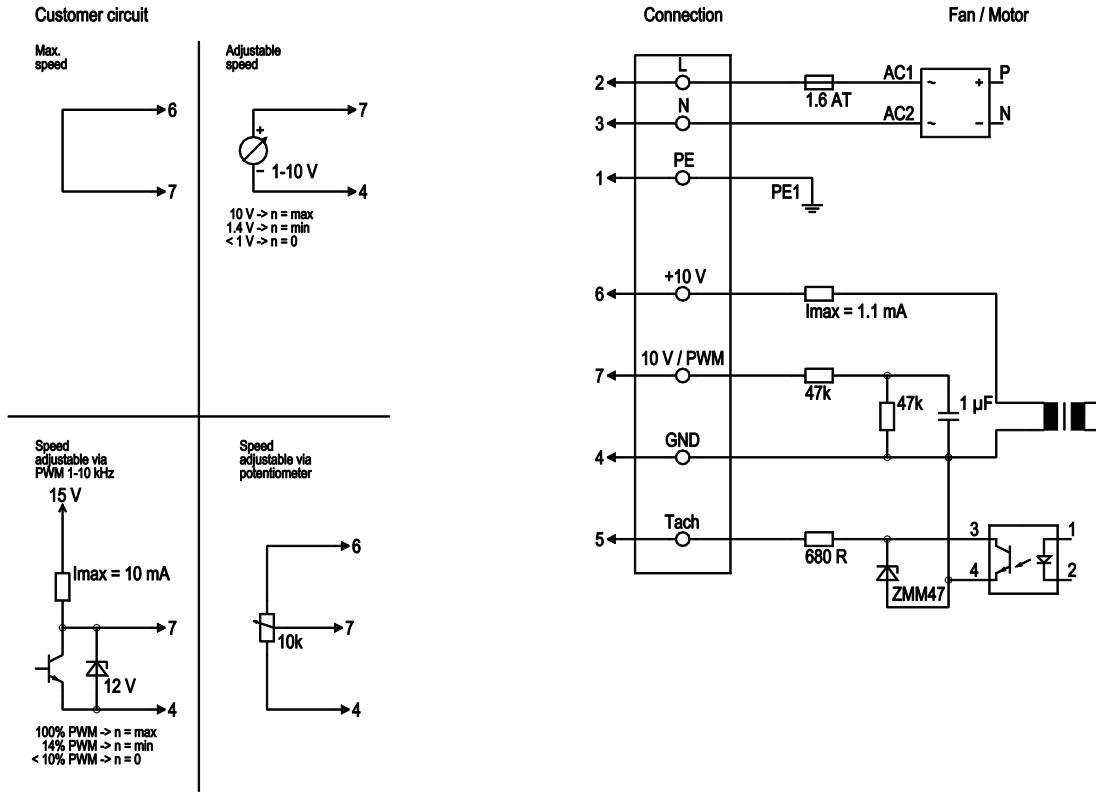 Customer circuit
Max.
speed
6
7
Adjustable
speed
7
+
1-10 V
−
4
10 V -> n = max
1.4 V -> n = min
< 1 V -> n = 0
Speed
adjustable via
PWM 1-10 kHz
15 V
Imax = 10 mA
7
12 V
4
100% PWM -> n = max
14% PWM -> n = min
< 10% PWM -> n = 0
Speed
adjustable via
potentiometer
6
7
10k
4
Connection
Fan / Motor
2
L
1.6 AT
AC1
~
+
P
3
N
AC2
~
−
N
1
PE
PE1
6
+10 V
Imax = 1.1 mA
7
10 V / PWM
47k
47k
1 µF
4
GND
5
Tach
680 R
ZMM47
3
1
4
2